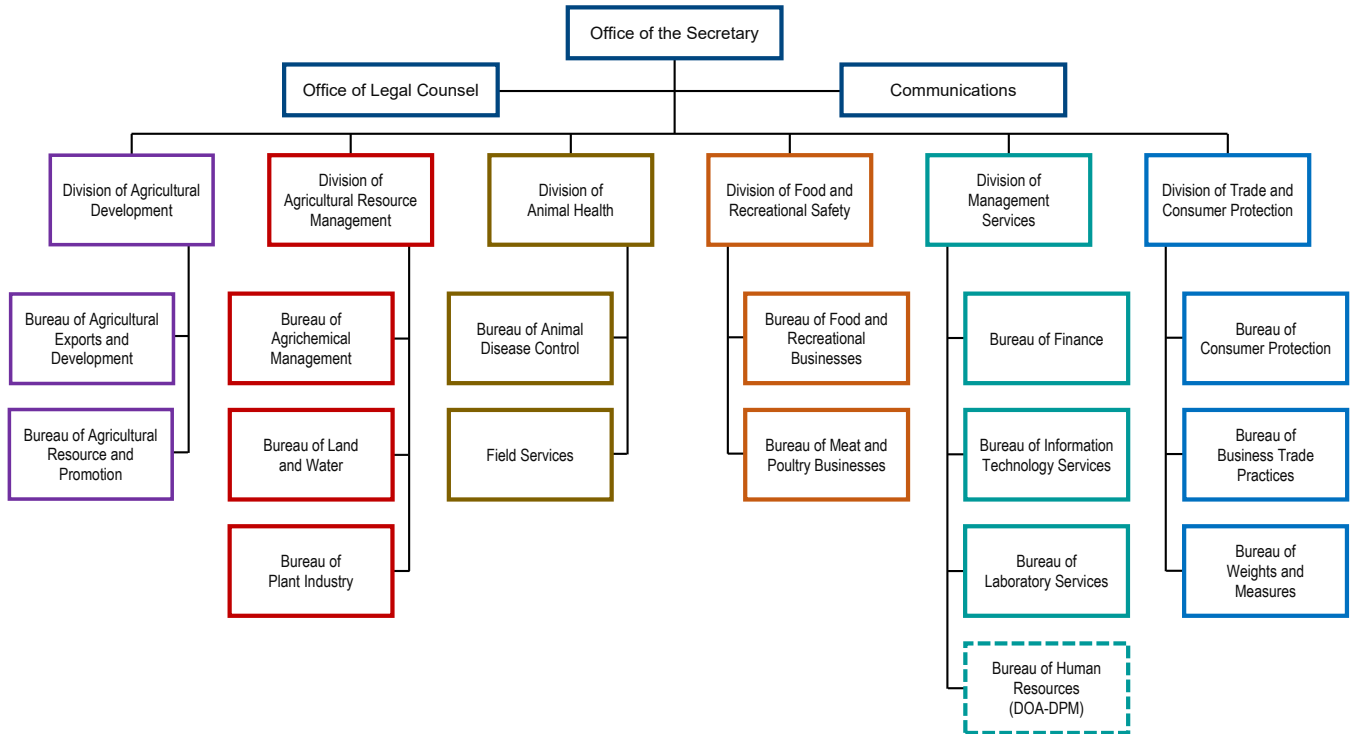 Office of the Secretary
Office of Legal Counsel
Communications
Division of Agricultural
Development
Division of
Agricultural Resource
Management
Division of
Animal Health
Division of Food and
Recreational Safety
Division of
Management
Services
Division of Trade and
Consumer Protection
Bureau of Agricultural
Exports and
Development
Bureau of
Agrichemical
Management
Bureau of Animal
Disease Control
Bureau of Food and
Recreational
Businesses
Bureau of Finance
Bureau of
Consumer Protection
Bureau of Agricultural
Resource and
Promotion
Bureau of Land
and Water
Field Services
Bureau of Meat and
Poultry Businesses
Bureau of Information
Technology Services
Bureau of
Business Trade
Practices
Bureau of
Plant Industry
Bureau of
Laboratory Services
Bureau of
Weights and
Measures
Bureau of Human
Resources
(DOA-DPM)